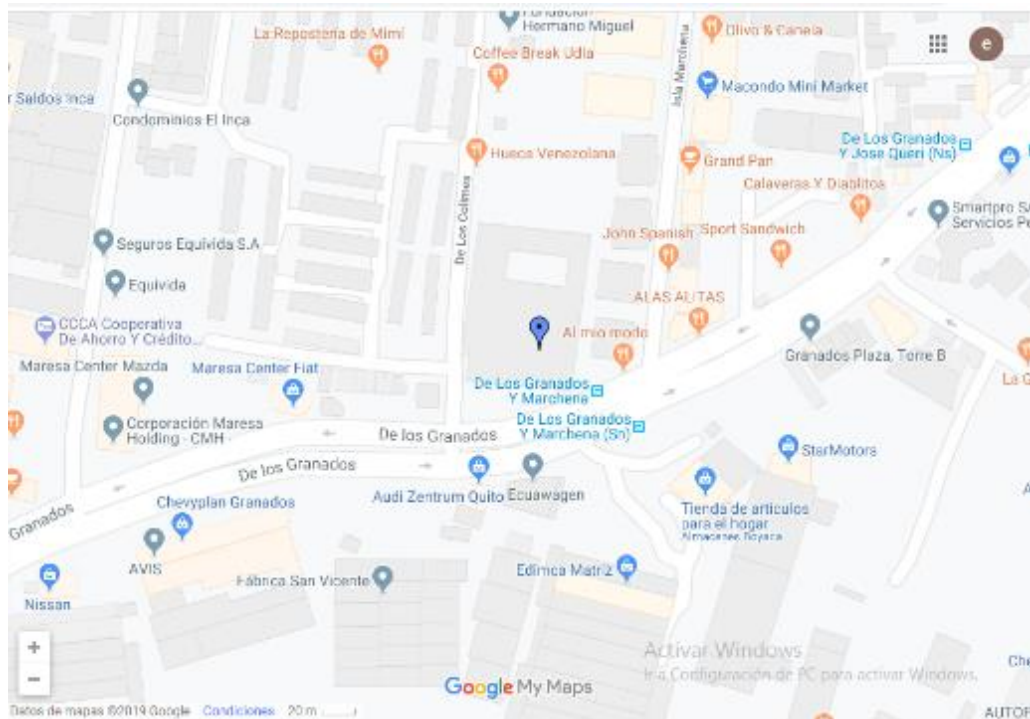 Fundación
Hermano Miguel
La Reposteria de Mimi
Coffee Break Udla
Olivo & Canela
e
Saldos Inca
Condominios El Inca
Isla Marchena
Macondo Mini Market
Hueca Venezolana
Grand Pan
De Los Granados
Y Jose Queri (Ns)
Calaveras Y Diablitos
De Los Colimes
Smartpro
Servicios
Seguros Equivida S.A
John Spanish
Sport Sandwich
Equivida
ALAS ALITAS
CCCA Cooperativa
De Ahorro Y Crédito...
Al mio modo
Granados Plaza, Torre B
Maresa Center Mazda
Maresa Center Fiat
De Los Granados
Y Marchena
La
Corporación Maresa
Holding - CMH
De los Granados
De Los Granados
Y Marchena (Sn)
De los Granados
StarMotors
Granados
Chevyplan Granados
Audi Zentrum Quito
Ecuawagen
Tienda de artículos
para el hogar
Almacenes Boyaca
AVIS
Fábrica San Vicente
Edimca Matriz
Nissan
+
−
Activar Windows
Ir a Configuración de PC para activar Windows.
Google My Maps
Datos de mapas ©2019 Google
Condiciones
20 m